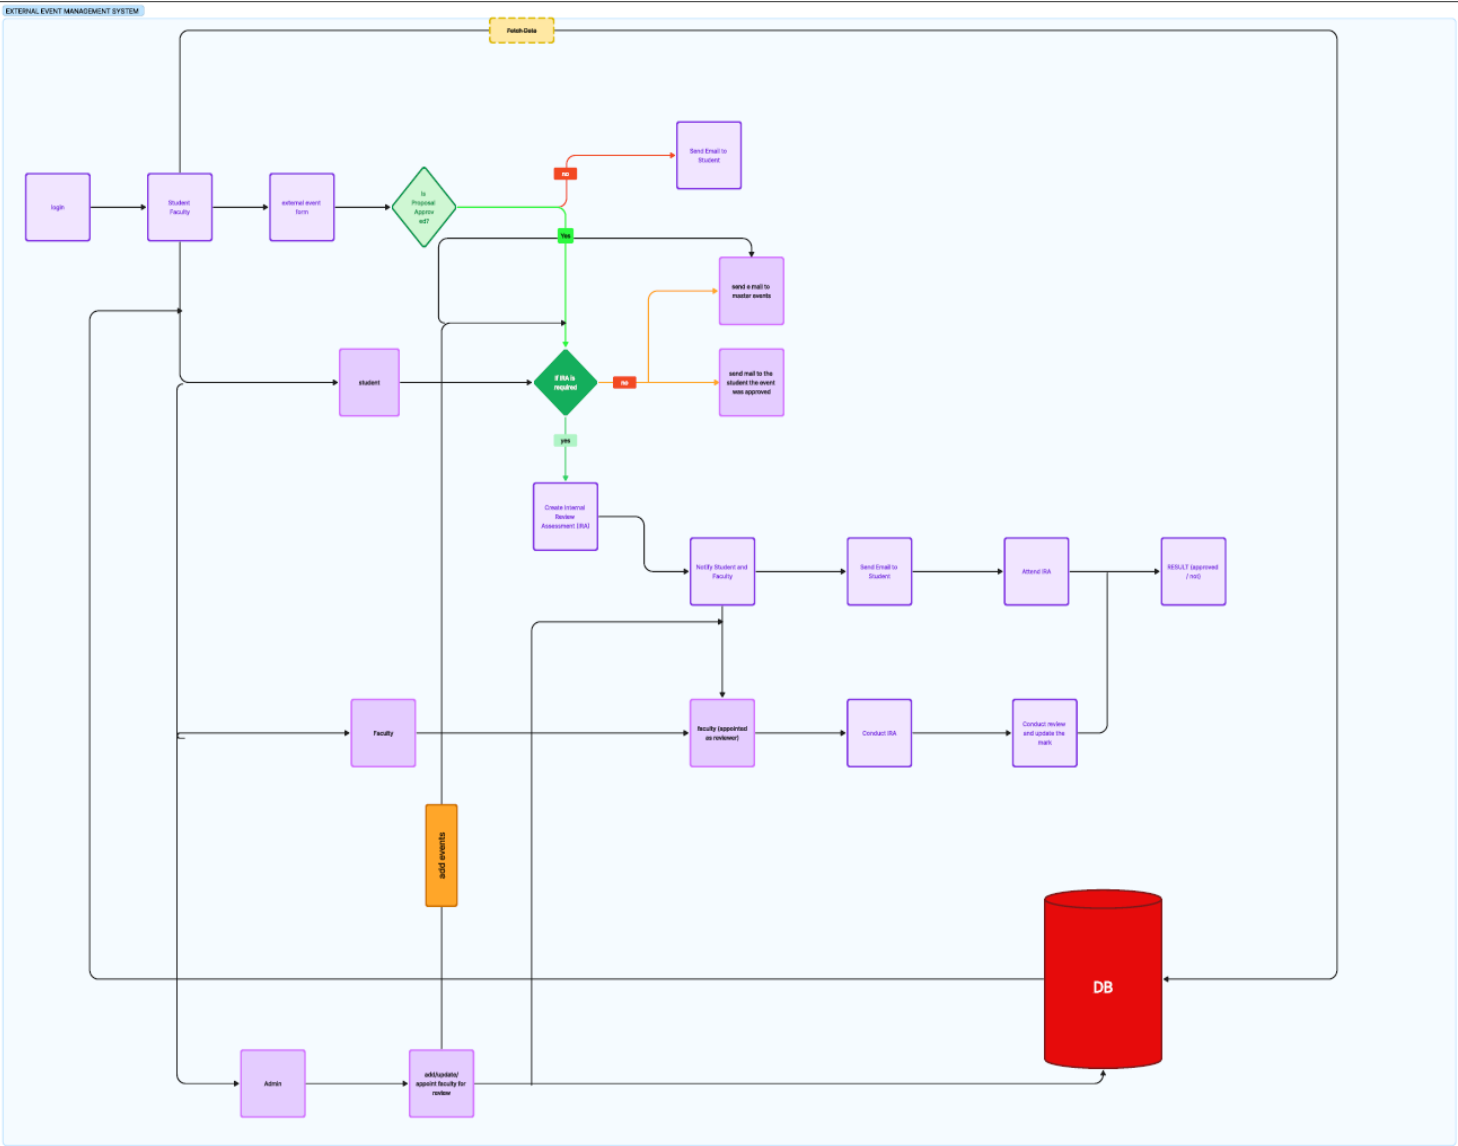 EXTERNAL EVENT MANAGEMENT SYSTEM
Fetch Data
Send Email to
Student
no
login
Student
Faculty
external event
form
Is
Proposal
Approv
ed?
Yes
send e mail to
master events
student
If IRA is
required
no
send mail to the
student the event
was approved
yes
Create Internal
Review
Assessment (IRA)
Notify Student and
Faculty
Send Email to
Student
Attend IRA
RESULT (approved
/ not)
Faculty
faculty (appointed
as reviewer)
Conduct IRA
Conduct review
and update the
mark
add events
DB
Admin
add/update/
appoint faculty for
review